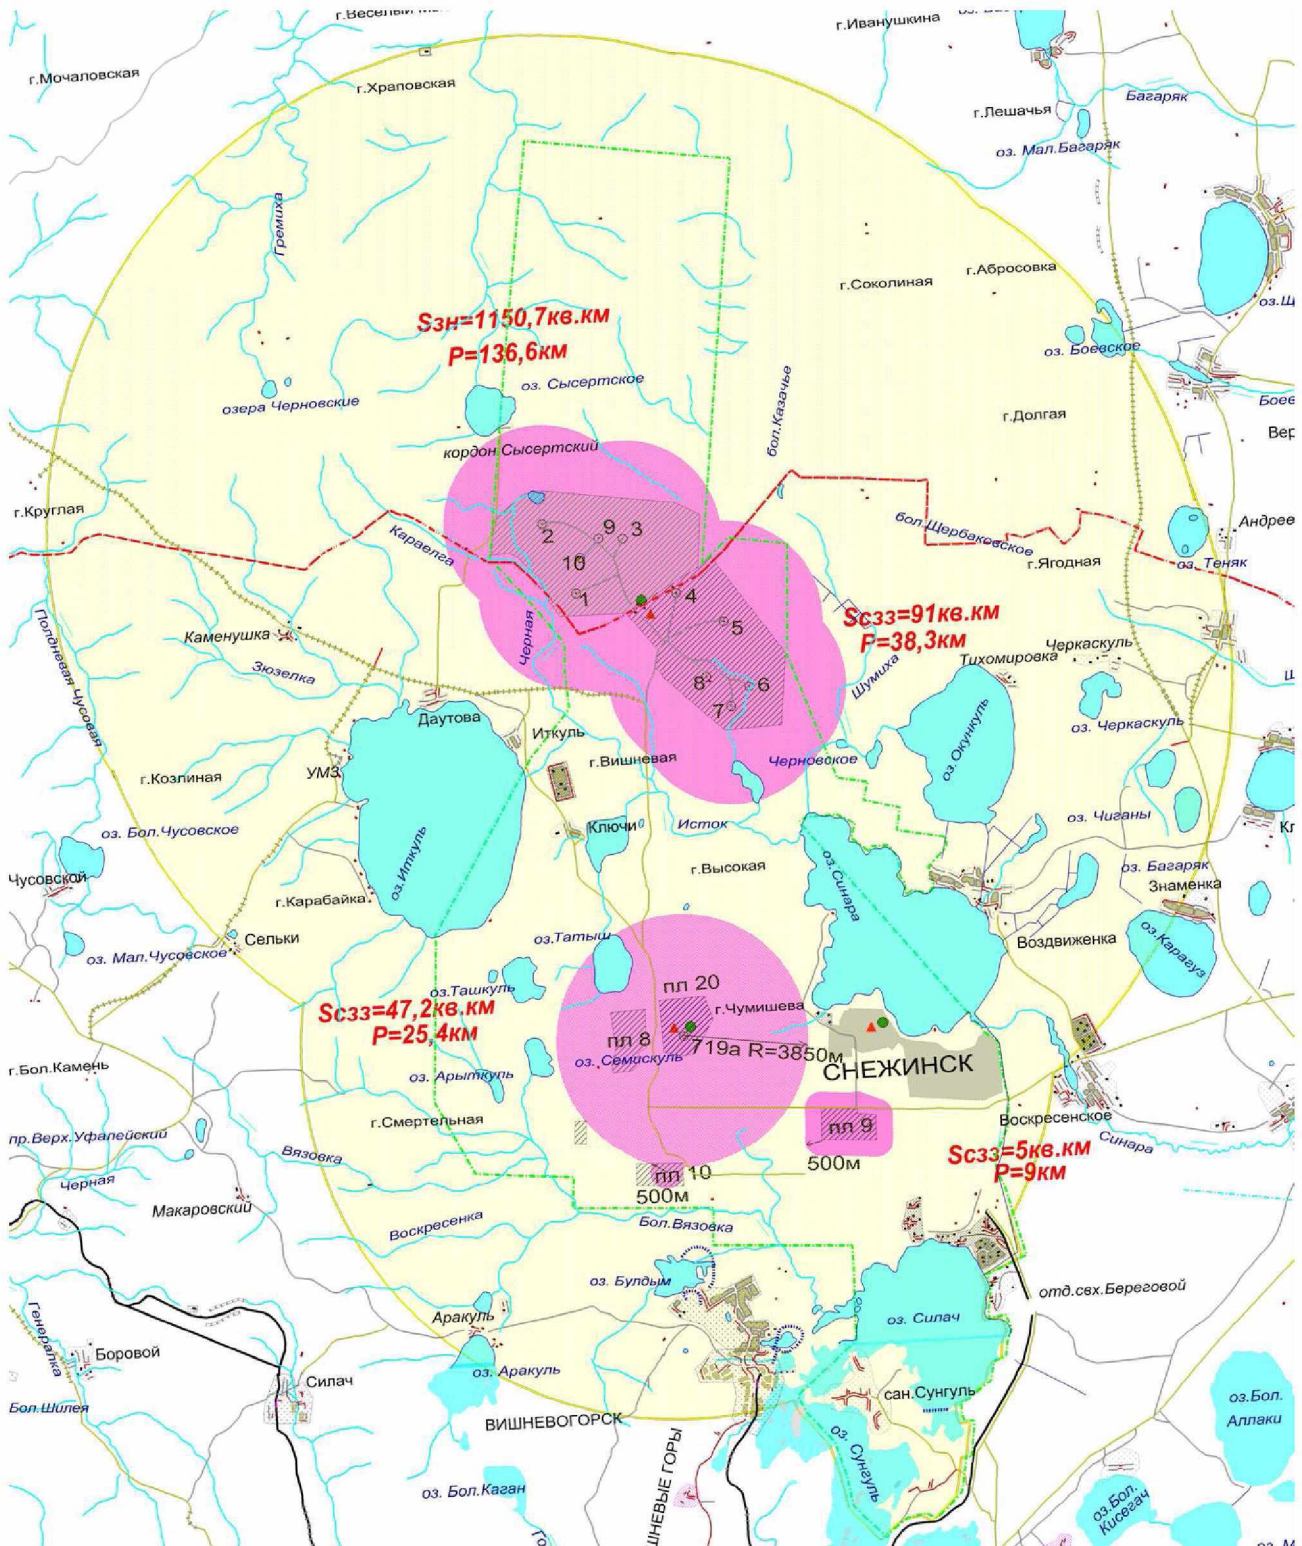 г.Иванушкина
г.Мочаловская
г.Храповская
Багаряк
г.Лешачья
оз. Мал.Багаряк
Гремиха
г.Абросовка
г.Соколиная
Sзн=1150,7кв.км
Р=136,6км
оз. Боевское
оз. Сысертское
озера Черновские
бол.Казачье
г.Долгая
кордон Сысертский
г.Круглая
2
9
3
10
1
4
5
8
6
7
Караелга
бол.Щербаковское
г.Ягодная
оз. Теняк
Sсзз=91кв.км
Р=38,3км
Полдневая Чусовая
Каменушка
Зюзелка
Черная
Шумиха
Тихомировка
Черкаскуль
оз. Черкаскуль
Даутова
Иткуль
г.Вишневая
Черновское
оз.Окункуль
УМЗ
г.Козлиная
оз. Бол.Чусовское
Ключи
Исток
оз. Чиганы
оз.Иткуль
г.Высокая
оз.Синара
оз. Багаряк
Чусовской
Знаменка
г.Карабайка
Сельки
оз.Татыш
Воздвиженка
оз.Карагуз
оз. Мал.Чусовское
оз.Ташкуль
пл 20
г.Чумишева
Sсзз=47,2кв.км
Р=25,4км
пл 8
719а R=3850м
оз. Семискуль
СНЕЖИНСК
г.Бол.Камень
оз. Арыткуль
г.Смертельная
Воскресенское
пл 9
пр.Верх.Уфалейский
Синара
Вязовка
500м
Sсзз=5кв.км
Р=9км
Черная
пл 10
500м
Макаровский
Воскресенка
Бол.Вязовка
оз. Булдым
отд.свх.Береговой
Генералка
Аракуль
оз. Силач
Боровой
оз. Аракуль
Силач
сан.Сунгуль
оз.Бол.
Аллаки
Бол.Шилея
ВИШНЕВОГОРСК
оз. Сунгуль
оз. Бол.Каган
оз.Бол.
Кисегач